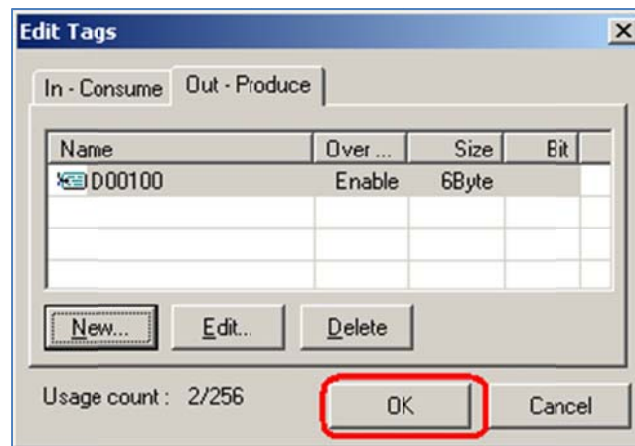 Edit Tags
In - Consume Out - Produce
Name Over ... Size Bit
D00100 Enable 6Byte
New... Edit... Delete
Usage count : 2/256 OK Cancel